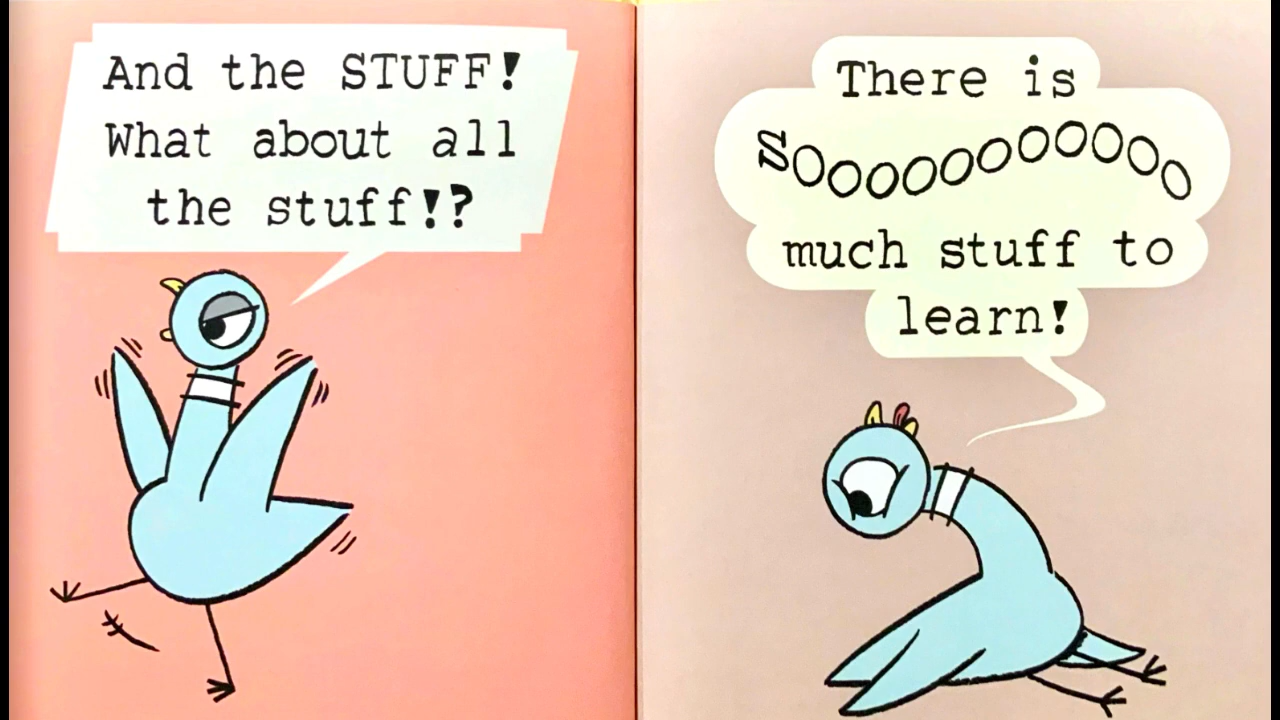 And the STUFF!
What about all
the stuff!?
There is
Sooooooooooo
much stuff to
learn!